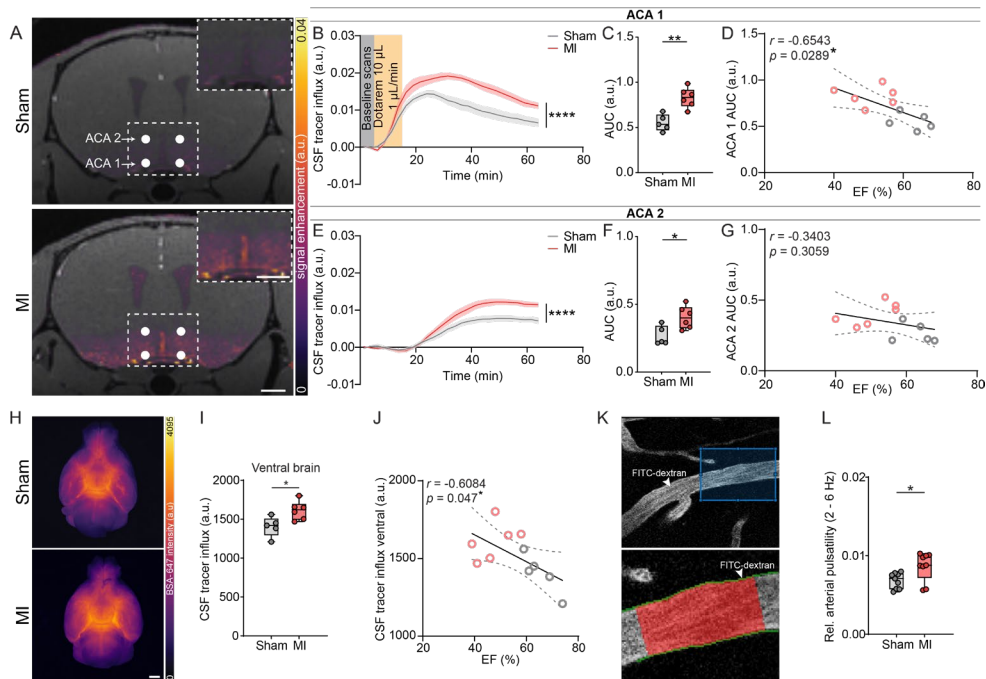 ACA 1
A
Sham
ACA 2
ACA 1
MI
0.04
signal enhancement (a.u.)
0
B
CSF tracer influx (a.u.)
0.03
0.02
0.01
0.00
-0.01
Baseline scans
Dotarem 10 µL
1 µL/min
Sham
MI
****
0 20 40 60 80
Time (min)
C
**
AUC (a.u.)
1.5
1.0
0.5
0.0
Sham MI
D
r = -0.6543
p = 0.0289*
ACA 1 AUC (a.u.)
1.5
1.0
0.5
0.0
20 40 60 80
EF (%)
ACA 2
E
CSF tracer influx (a.u.)
0.03
0.02
0.01
0.00
-0.01
Sham
MI
****
0 20 40 60 80
Time (min)
F
*
AUC (a.u.)
1.0
0.5
0.0
Sham MI
G
r = -0.3403
p = 0.3059
ACA 2 AUC (a.u.)
1.0
0.5
0.0
20 40 60 80
EF (%)
H
Sham
MI
4095
BSA-647 intensity (a.u)
0
I
Ventral brain
*
CSF tracer influx (a.u.)
2000
1500
1000
500
0
Sham MI
J
r = -0.6084
p = 0.047*
CSF tracer influx ventral (a.u.)
2000
1500
1000
20 40 60 80
EF (%)
K
FITC-dextran
FITC-dextran
L
*
Rel. arterial pulsatility (2 - 6 Hz)
0.02
0.01
0.00
Sham MI